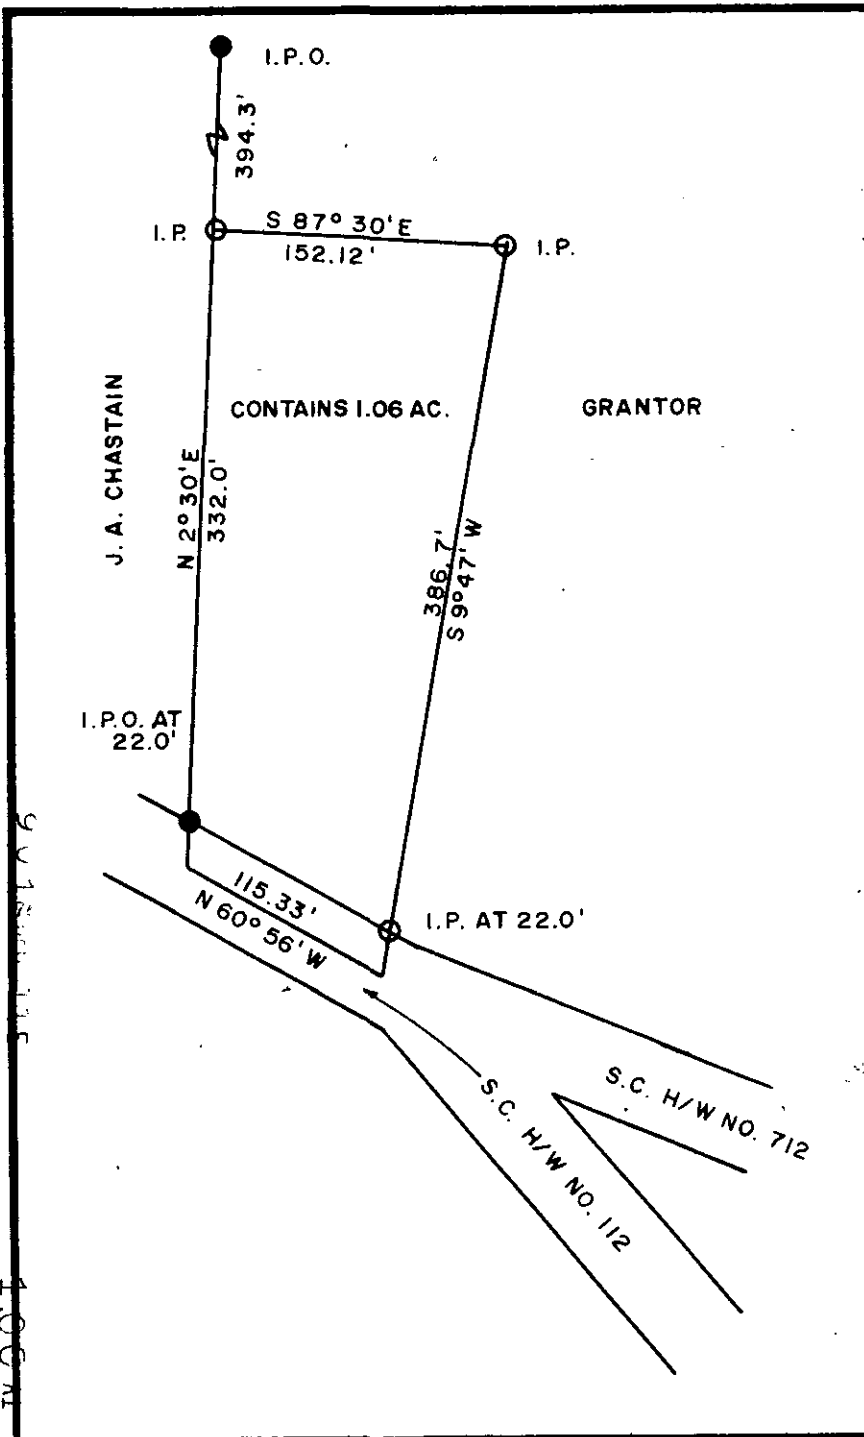 I.P.O.
394.3'
I.P.
S 87° 30' E
152.12'
I.P.
J. A. CHASTAIN
CONTAINS 1.06 AC.
GRANTOR
N 2° 30' E
332.0'
386.7'
S 9° 47' W
I.P.O. AT
22.0'
115.33'
N 60° 56' W
I.P. AT 22.0'
S.C. H/W NO. 712
S.C. H/W NO. 112